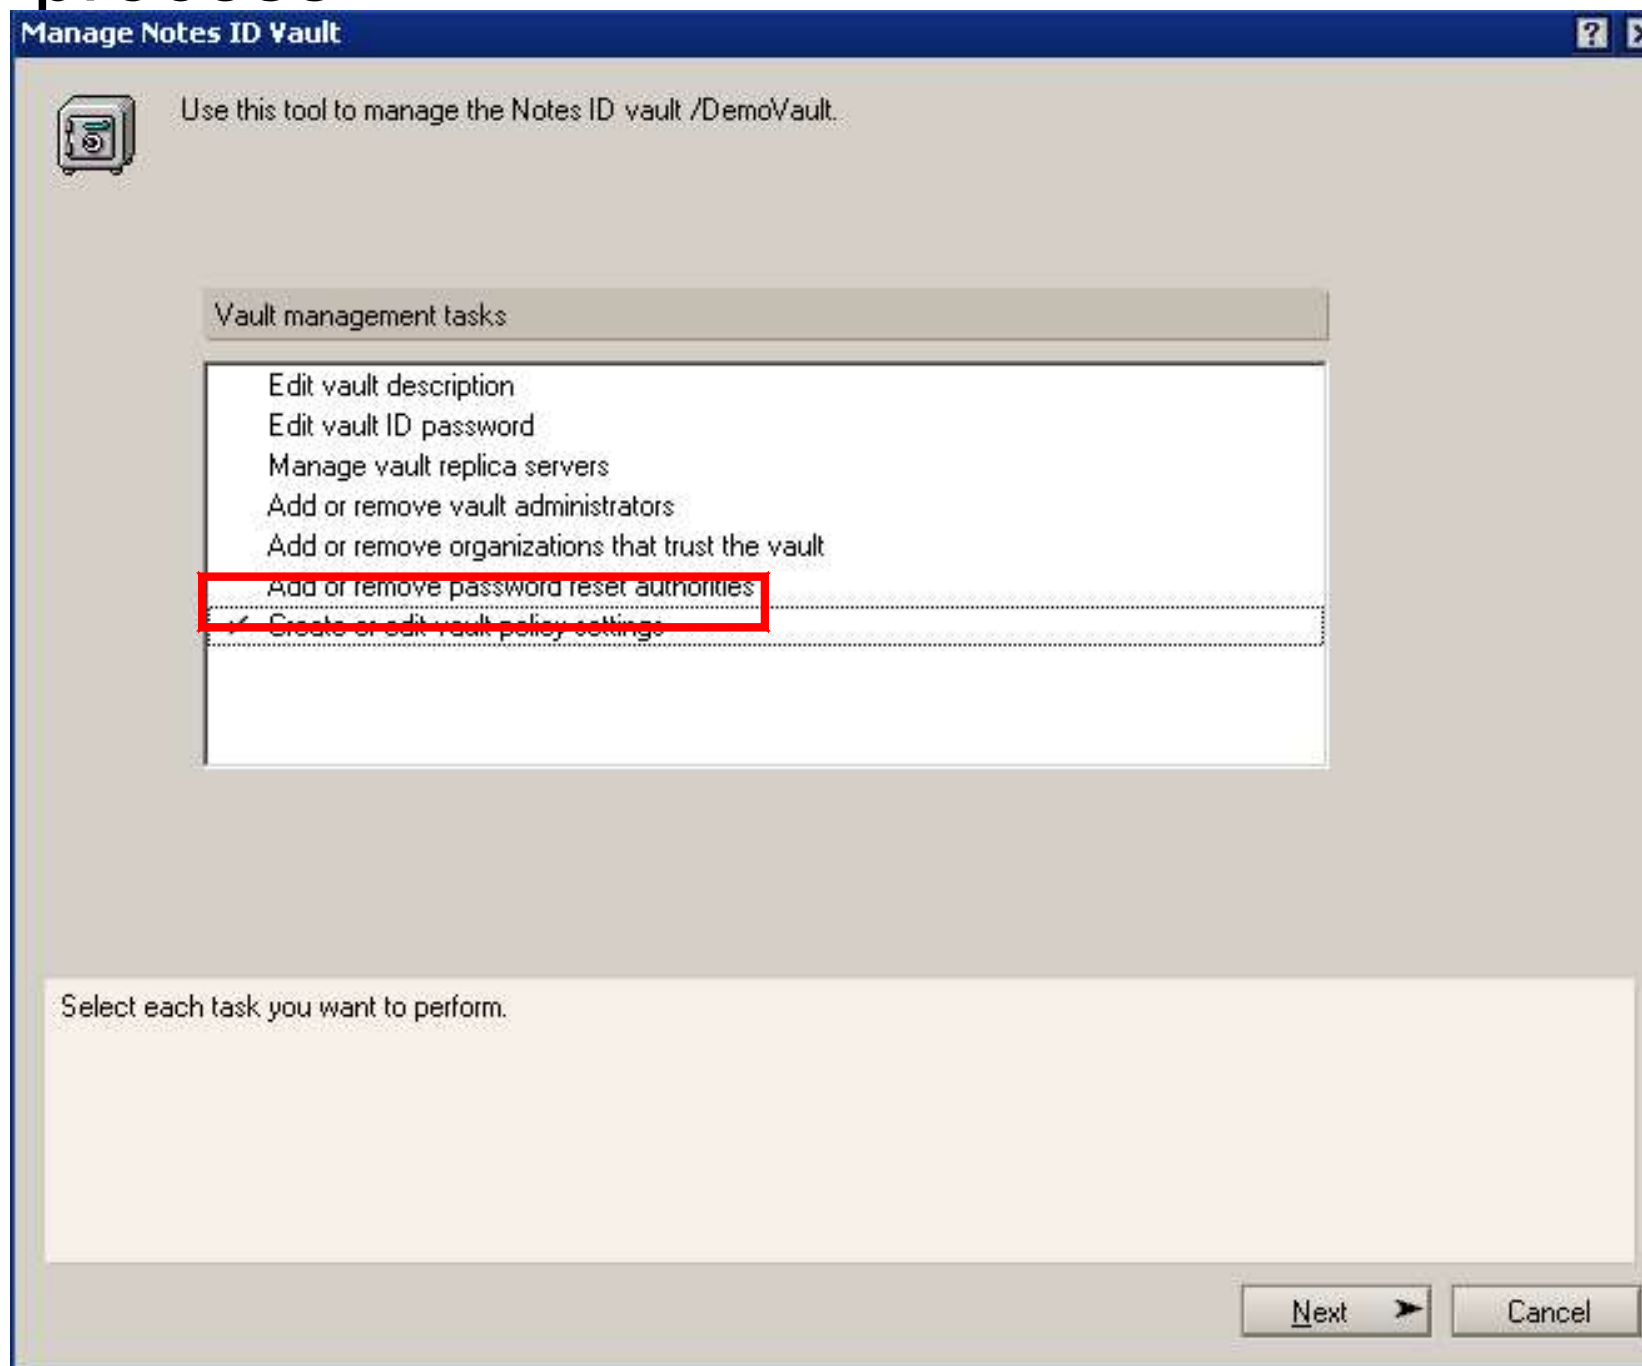 Manage Notes ID Vault
Use this tool to manage the Notes ID vault /DemoVault.
Vault management tasks
Edit vault description
Edit vault ID password
Manage vault replica servers
Add or remove vault administrators
Add or remove organizations that trust the vault
Add or remove password reset authorities
Create or edit vault policy settings
Select each task you want to perform.
Next
Cancel